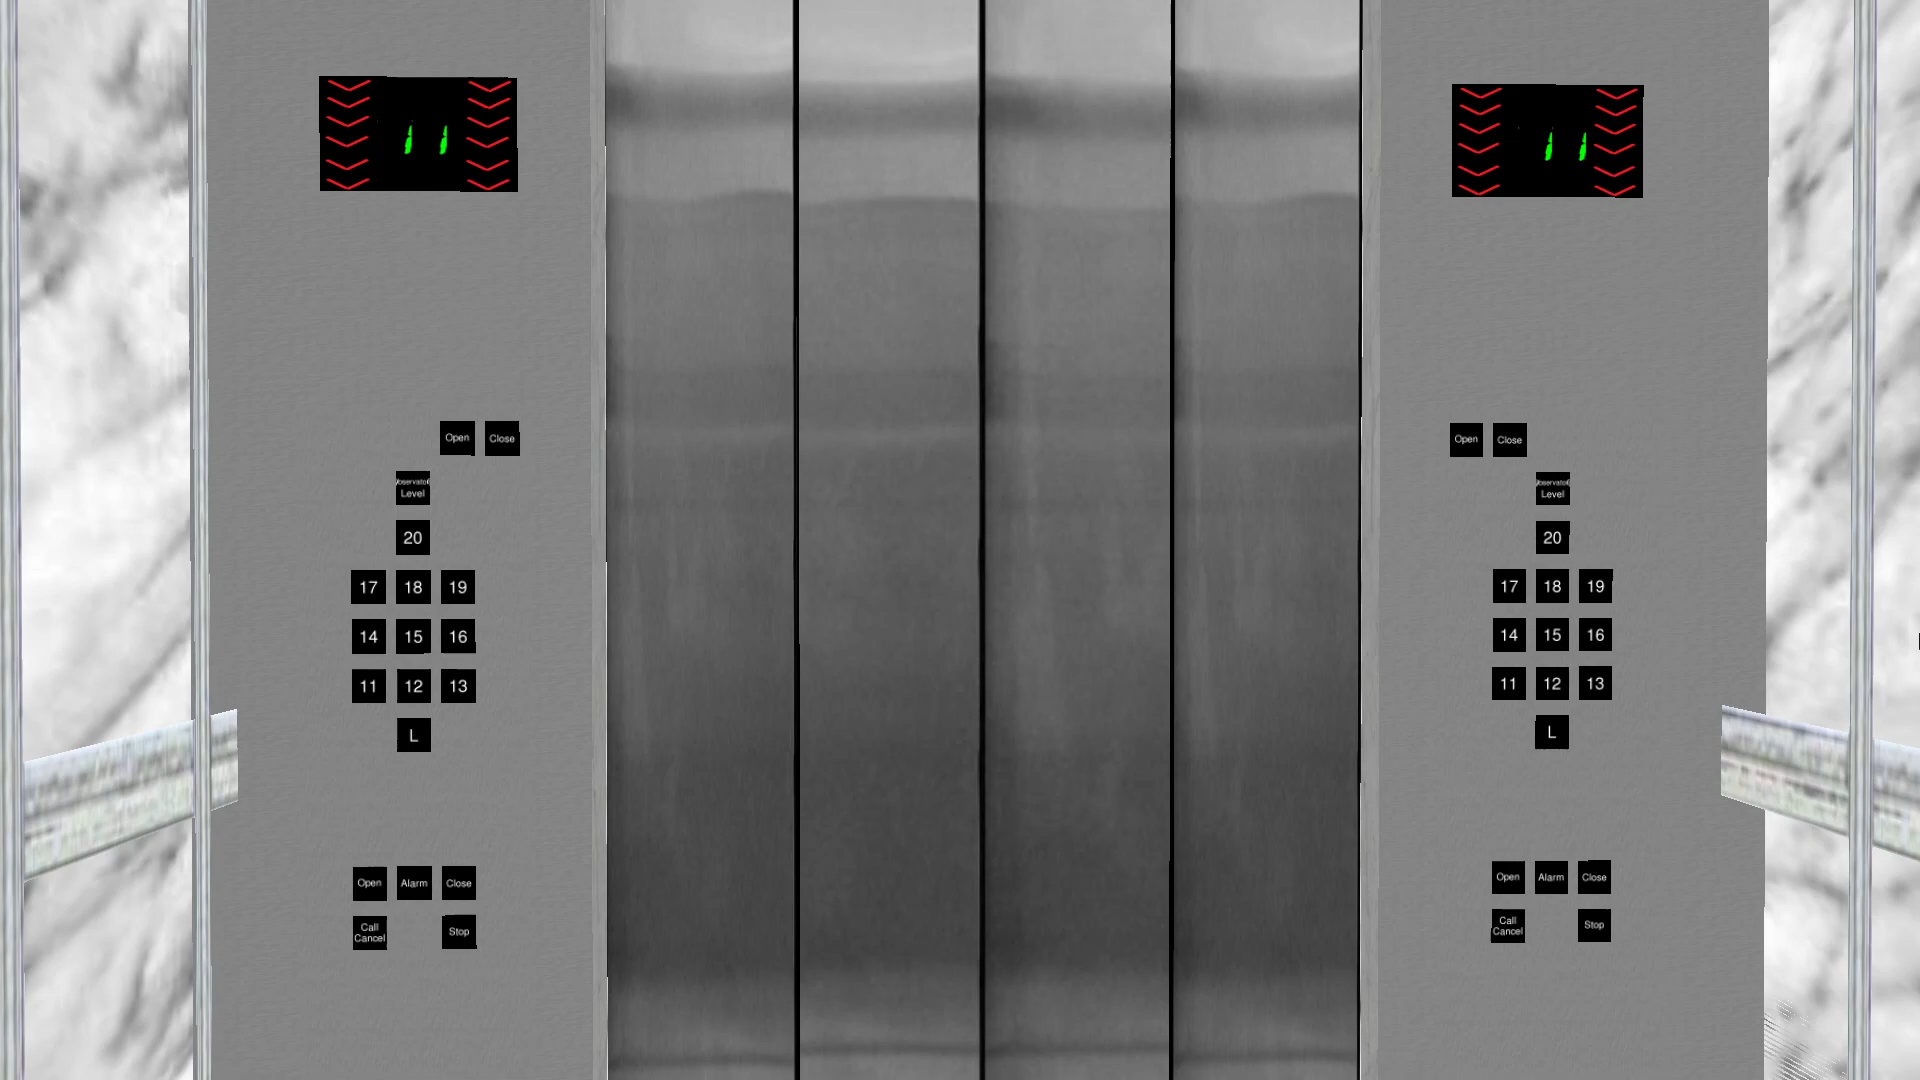 11
11
Open Close
Level
20
17 18 19
14 15 16
11 12 13
L
Open Alarm Close
Call Stop
Cancel
Open Close
Level
20
17 18 19
14 15 16
11 12 13
L
Open Alarm Close
Call Stop
Cancel